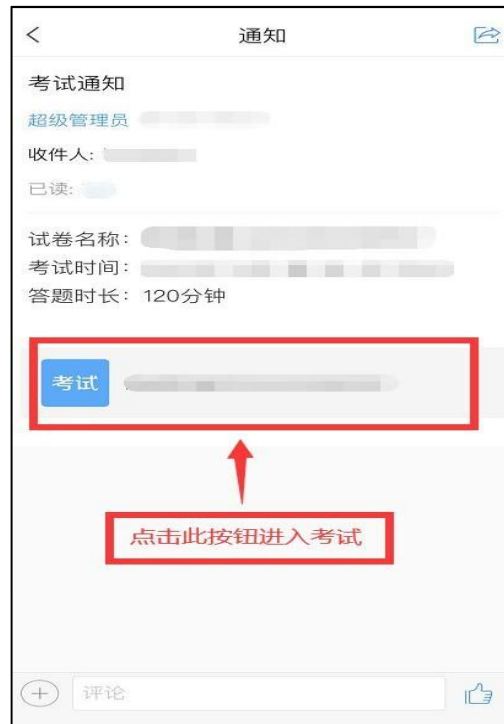 通知
考试通知
超级管理员
收件人:
已读:
试卷名称：
考试时间：
答题时长：120分钟
考试
点击此按钮进入考试
评论